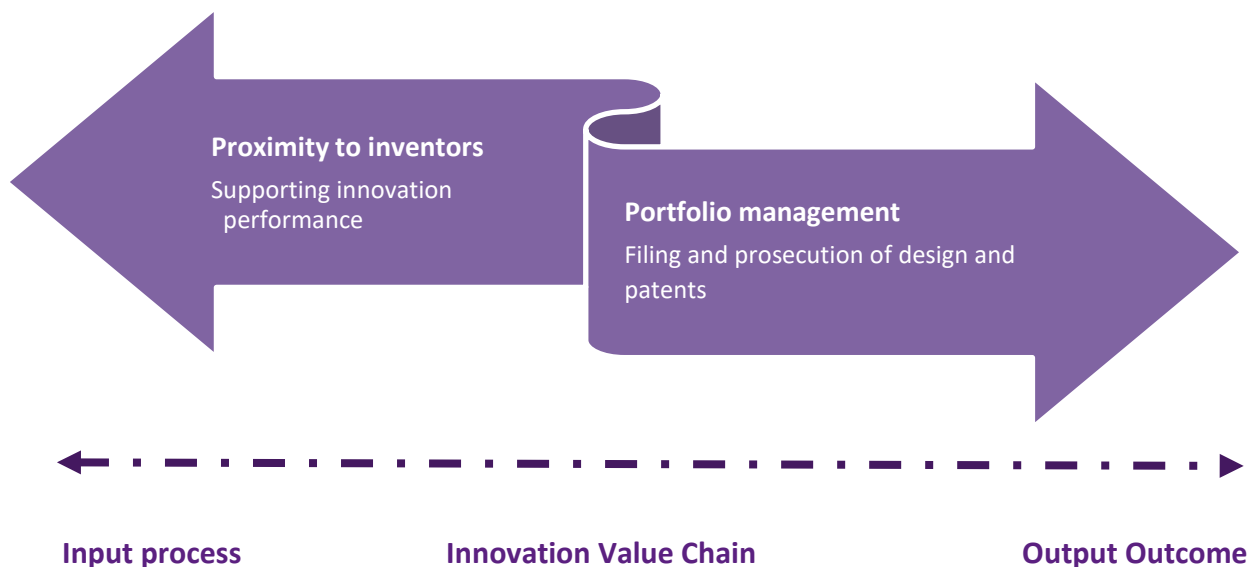 Proximity to inventors
Supporting innovation
performance
Portfolio management
Filing and prosecution of design and
patents
Input process
Innovation Value Chain
Output Outcome